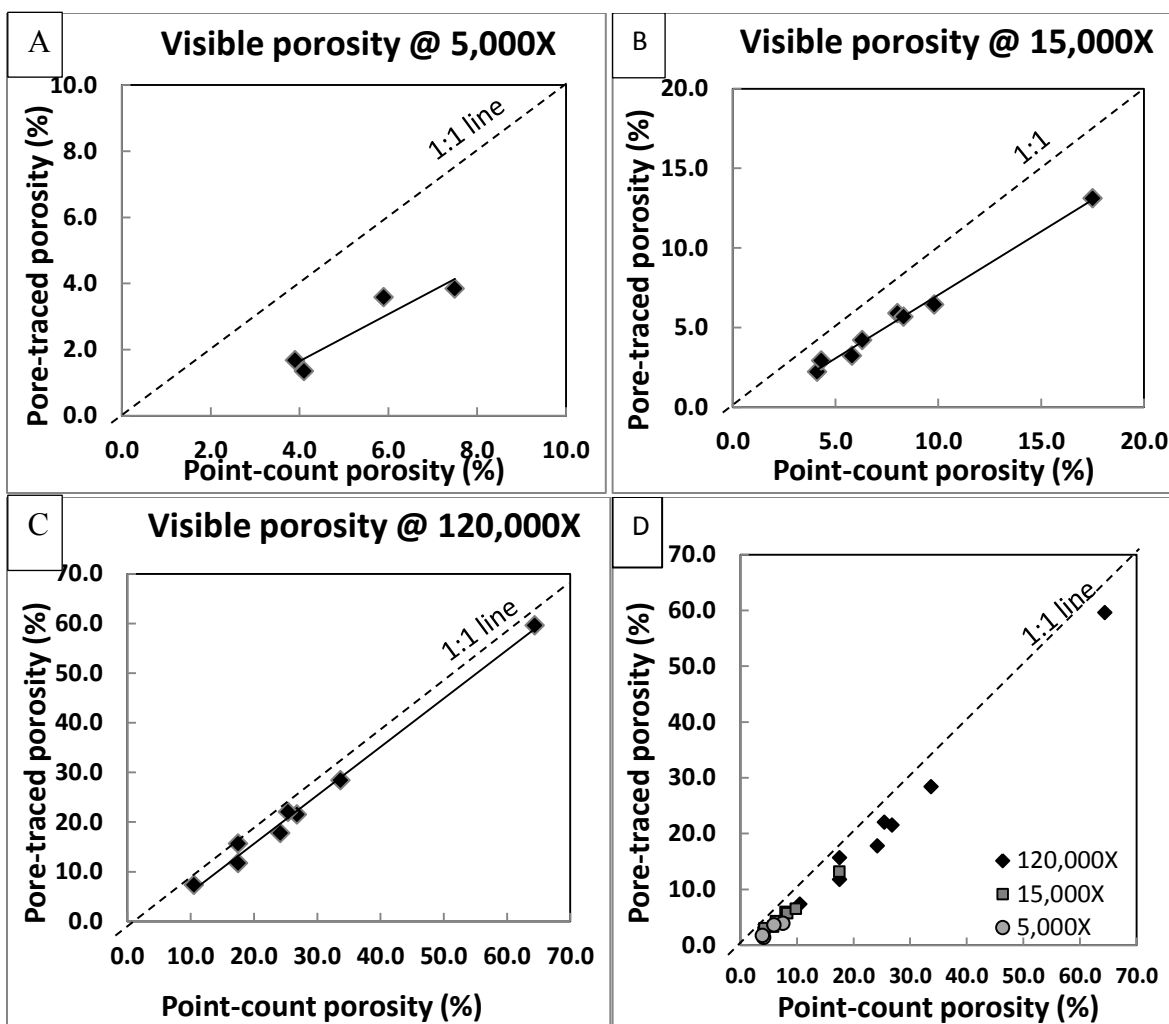 A
Visible porosity @ 5,000X
Pore-traced porosity (%)
10.0
8.0
6.0
4.0
2.0
0.0
1:1 line
0.0 2.0 4.0 6.0 8.0 10.0
Point-count porosity (%)
B
Visible porosity @ 15,000X
Pore-traced porosity (%)
20.0
15.0
10.0
5.0
0.0
1:1
0.0 5.0 10.0 15.0 20.0
Point-count porosity (%)
C
Visible porosity @ 120,000X
Pore-traced porosity (%)
70.0
60.0
50.0
40.0
30.0
20.0
10.0
0.0
1:1 line
0.0 10.0 20.0 30.0 40.0 50.0 60.0 70.0
Point-count porosity (%)
D
Pore-traced porosity (%)
70.0
60.0
50.0
40.0
30.0
20.0
10.0
0.0
1:1 line
120,000X
15,000X
5,000X
0.0 10.0 20.0 30.0 40.0 50.0 60.0 70.0
Point-count porosity (%)